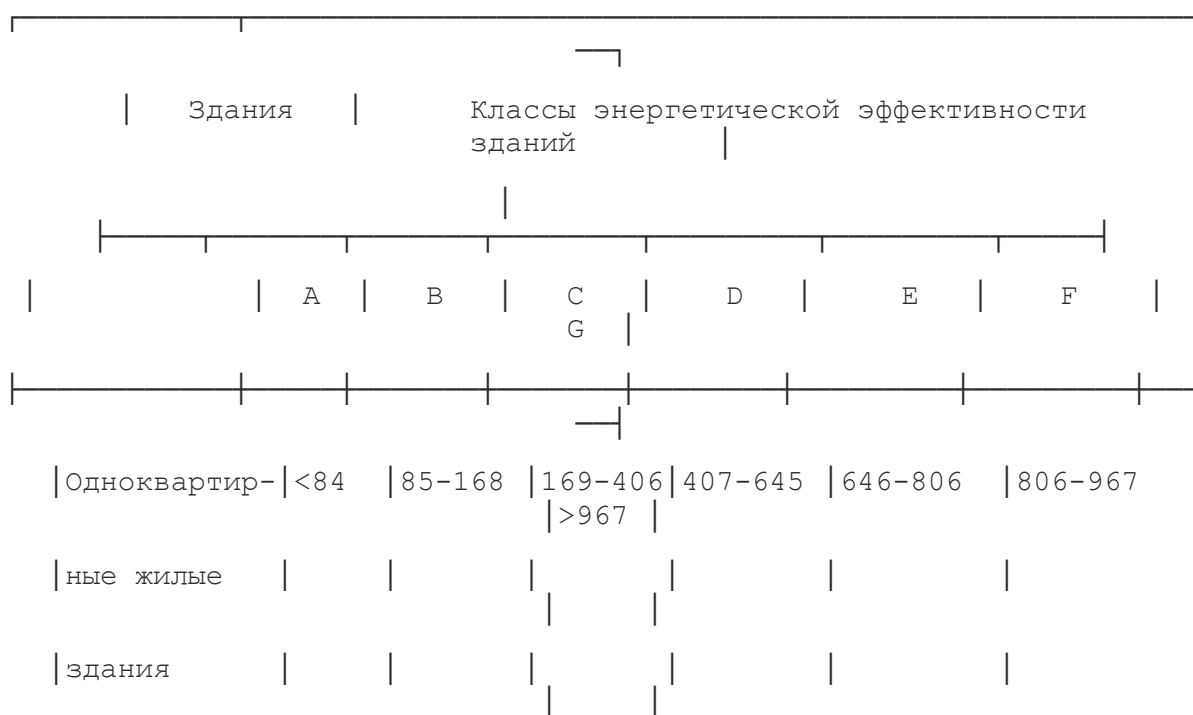 Здания Классы энергетической эффективности
зданий
A B C D E F
G
Одноквартир- <84 85-168 169-406 407-645 646-806 806-967
>967
ные жилые
здания